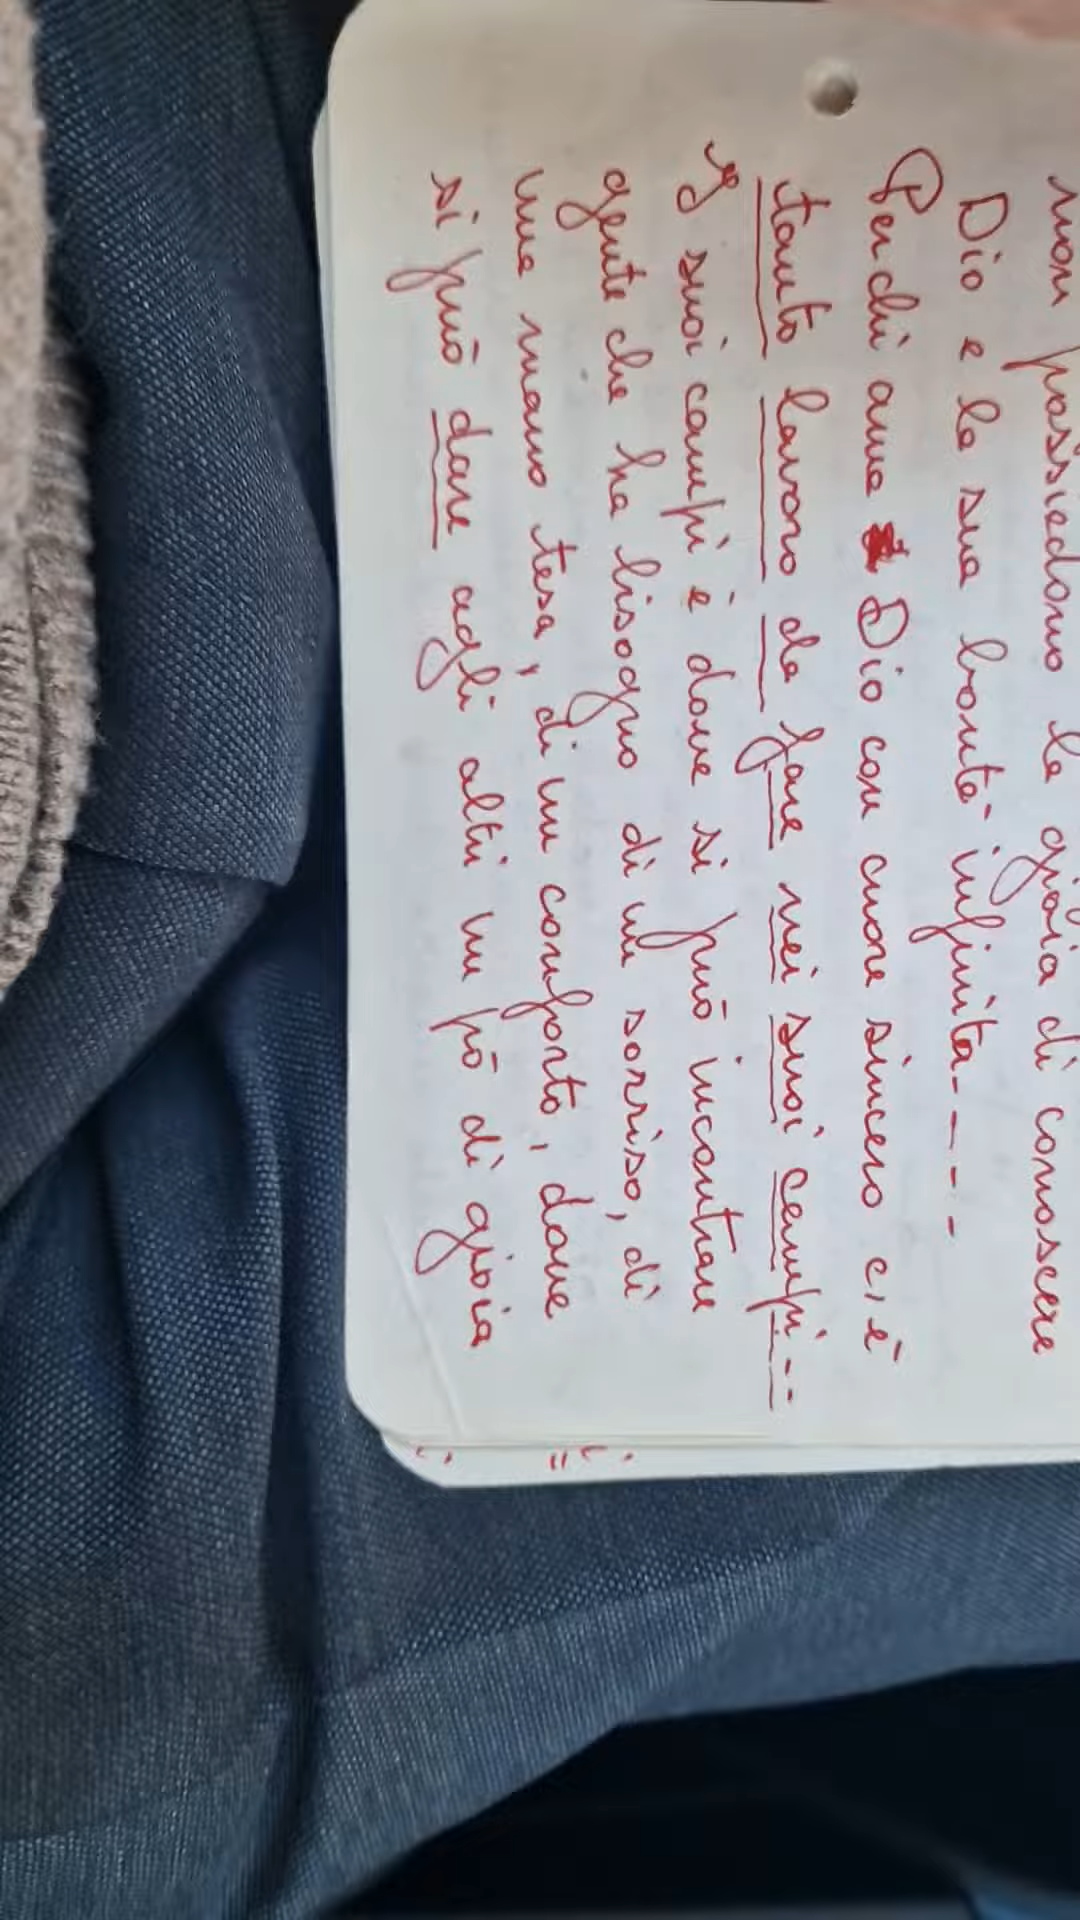 non possiedono la gioia di conoscere
Dio e la sua bontà infinita----
Per chi ama Dio con cuore sincero c'è
tanto lavoro da fare nei suoi campi--
I suoi campi è dove si può incontrare
gente che ha bisogno di un sorriso, di
una mano tesa, di un conforto, dove
si può dare agli altri un pò di gioia